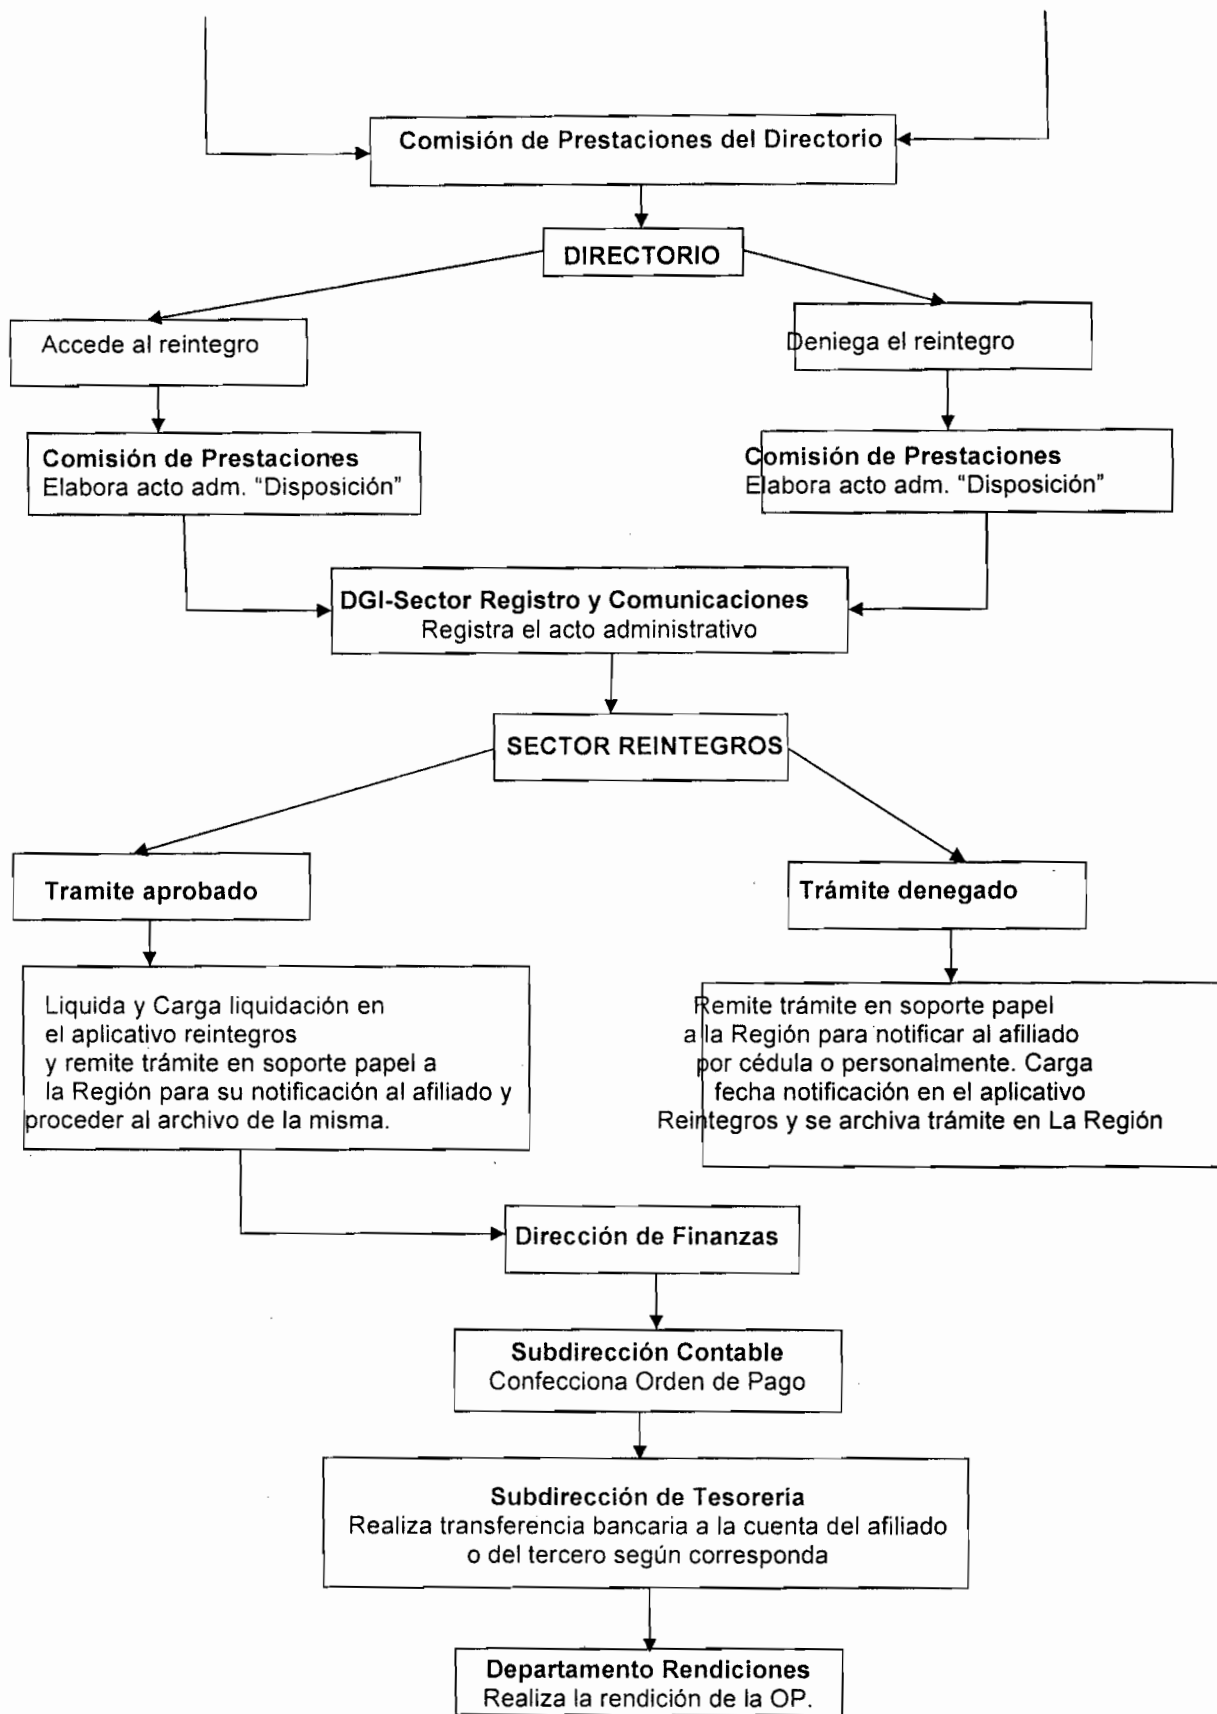 Comisión de Prestaciones del Directorio
DIRECTORIO
Accede al reintegro
Deniega el reintegro
Comisión de Prestaciones
Elabora acto adm. “Disposición”
Comisión de Prestaciones
Elabora acto adm. “Disposición”
DGI-Sector Registro y Comunicaciones
Registra el acto administrativo
SECTOR REINTEGROS
Tramite aprobado
Trámite denegado
Liquida y Carga liquidación en
el aplicativo reintegros
y remite trámite en soporte papel a
la Región para su notificación al afiliado y
proceder al archivo de la misma.
Remite trámite en soporte papel
a la Región para notificar al afiliado
por cédula o personalmente. Carga
fecha notificación en el aplicativo
Reintegros y se archiva trámite en La Región
Dirección de Finanzas
Subdirección Contable
Confecciona Orden de Pago
Subdirección de Tesorería
Realiza transferencia bancaria a la cuenta del afiliado
o del tercero según corresponda
Departamento Rendiciones
Realiza la rendición de la OP.